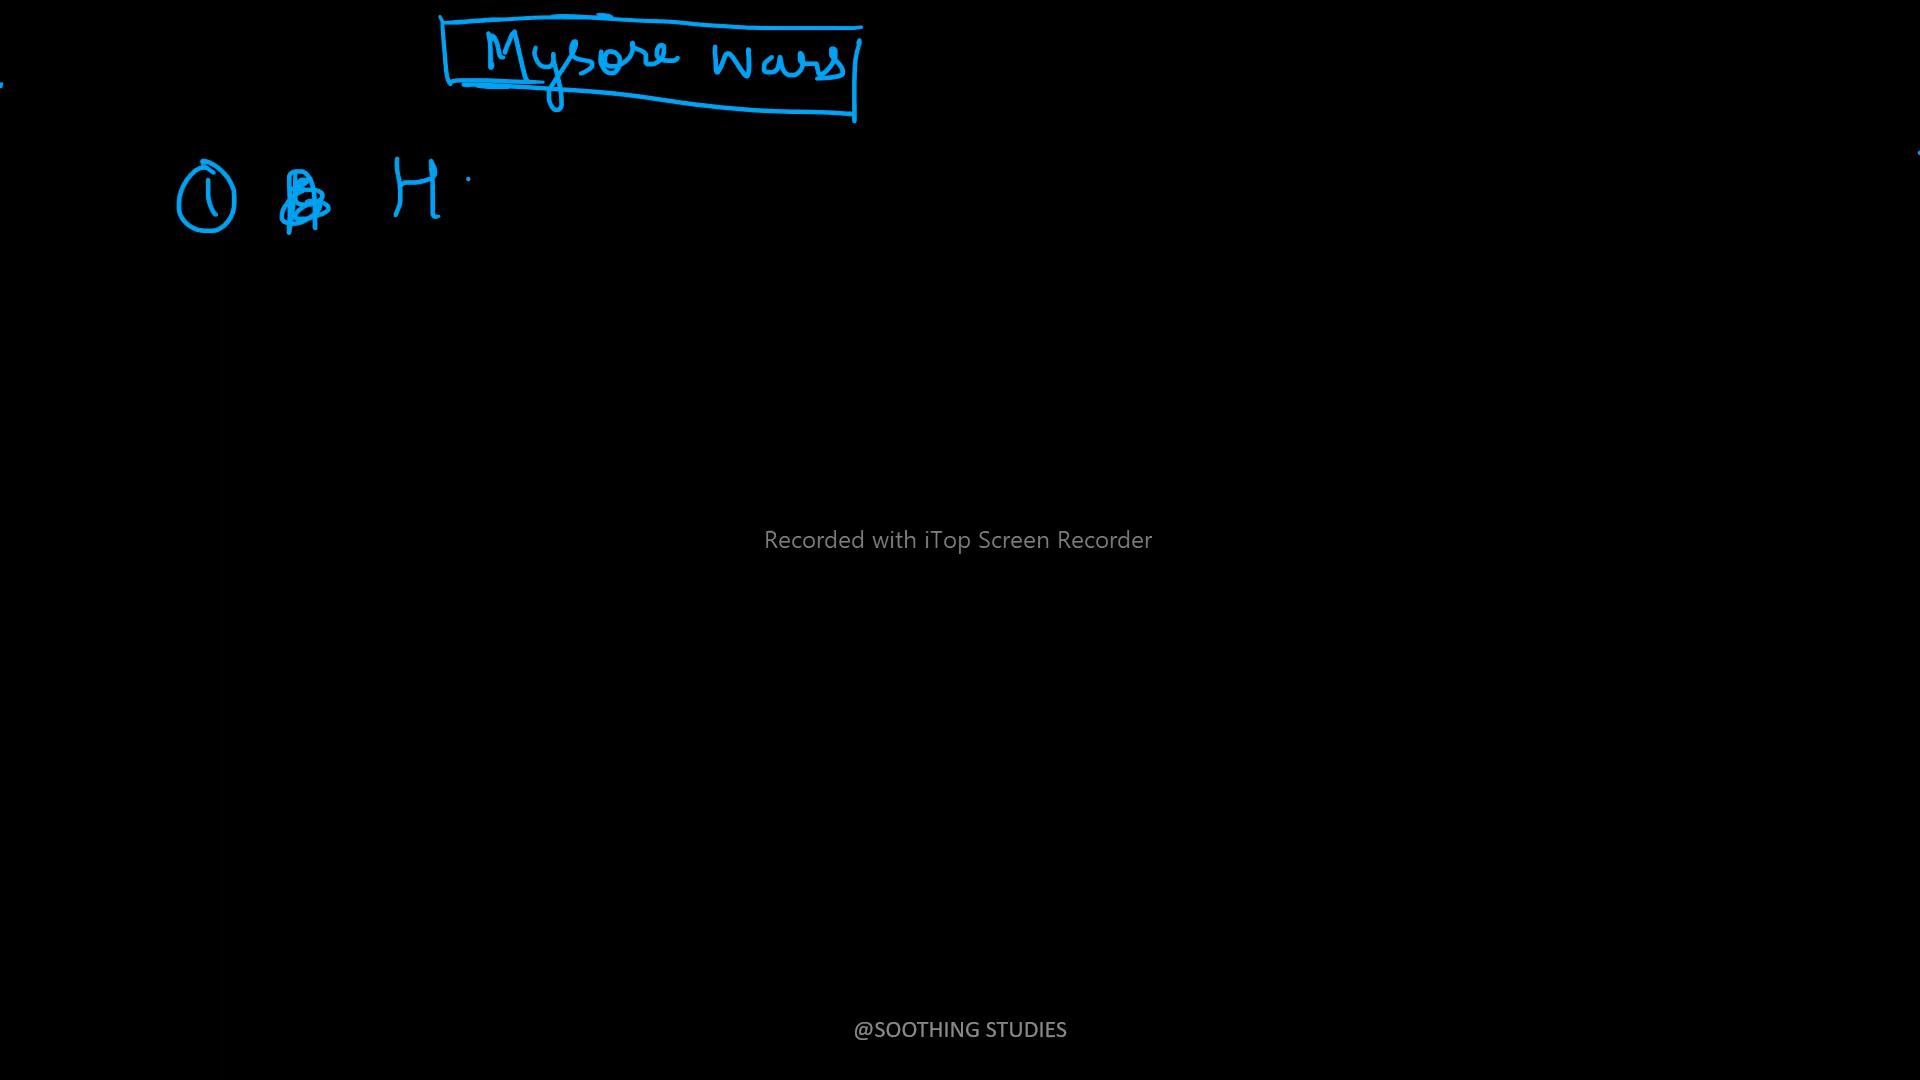 Mysore Wars
① H
Recorded with iTop Screen Recorder
@SOOTHING STUDIES